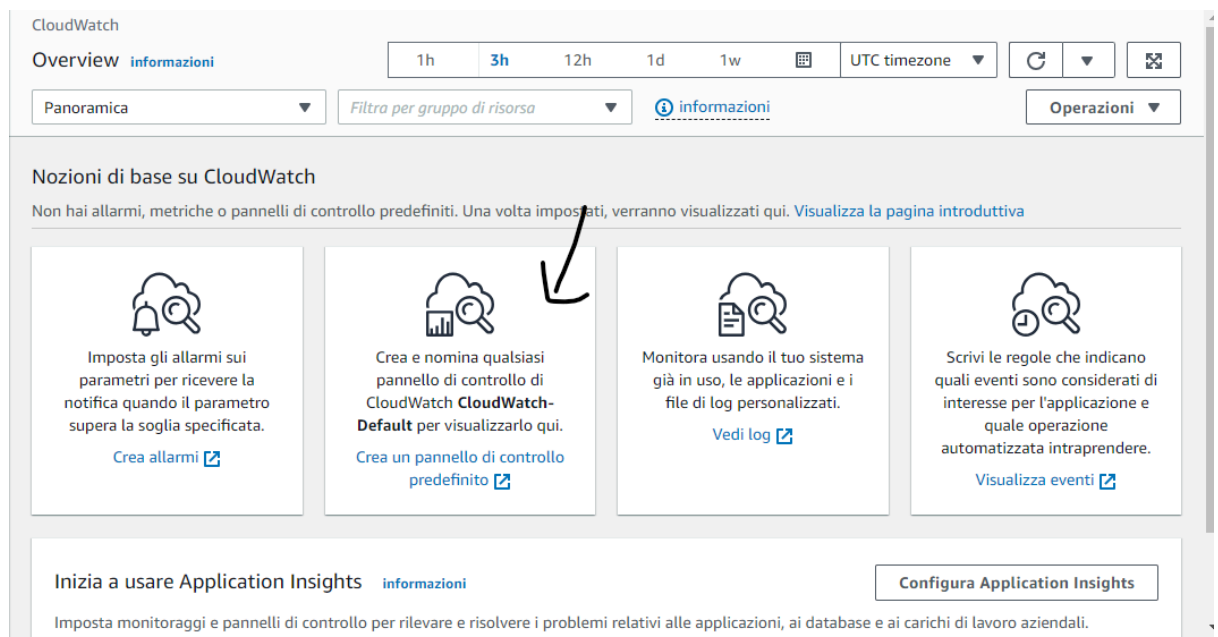 CloudWatch
Overview informazioni
1h 3h 12h 1d 1w UTC timezone
Panoramica Filtra per gruppo di risorsa informazioni Operazioni
Nozioni di base su CloudWatch
Non hai allarmi, metriche o pannelli di controllo predefiniti. Una volta impostati, verranno visualizzati qui. Visualizza la pagina introduttiva
Imposta gli allarmi sui
parametri per ricevere la
notifica quando il parametro
supera la soglia specificata.
Crea allarmi
Crea e nomina qualsiasi
pannello di controllo di
CloudWatch CloudWatch-
Default per visualizzarlo qui.
Crea un pannello di controllo
predefinito
Monitora usando il tuo sistema
già in uso, le applicazioni e i
file di log personalizzati.
Vedi log
Scrivi le regole che indicano
quali eventi sono considerati di
interesse per l'applicazione e
quale operazione
automatizzata intraprendere.
Visualizza eventi
Inizia a usare Application Insights informazioni
Configura Application Insights
Imposta monitoraggi e pannelli di controllo per rilevare e risolvere i problemi relativi alle applicazioni, ai database e ai carichi di lavoro aziendali.